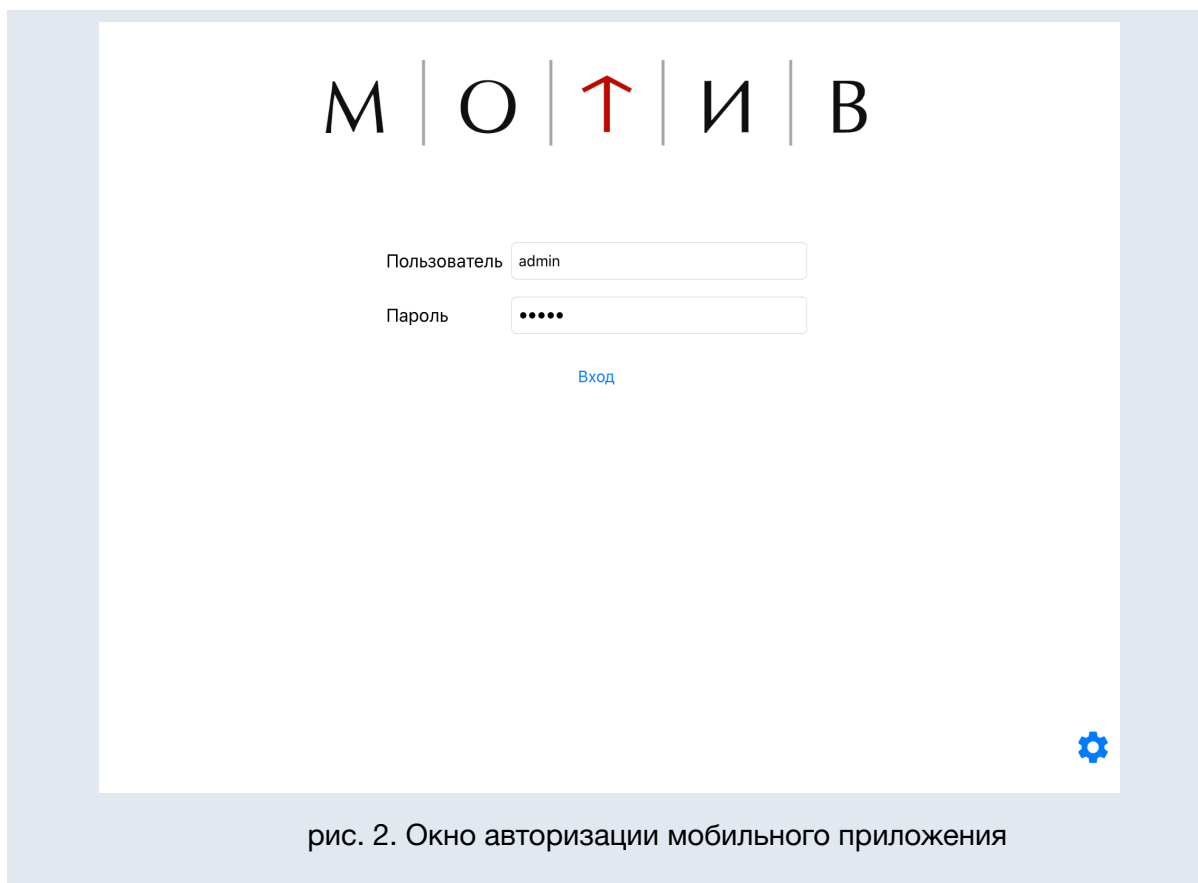 М О Т И В
Пользователь admin
Пароль •••••
Вход
рис. 2. Окно авторизации мобильного приложения